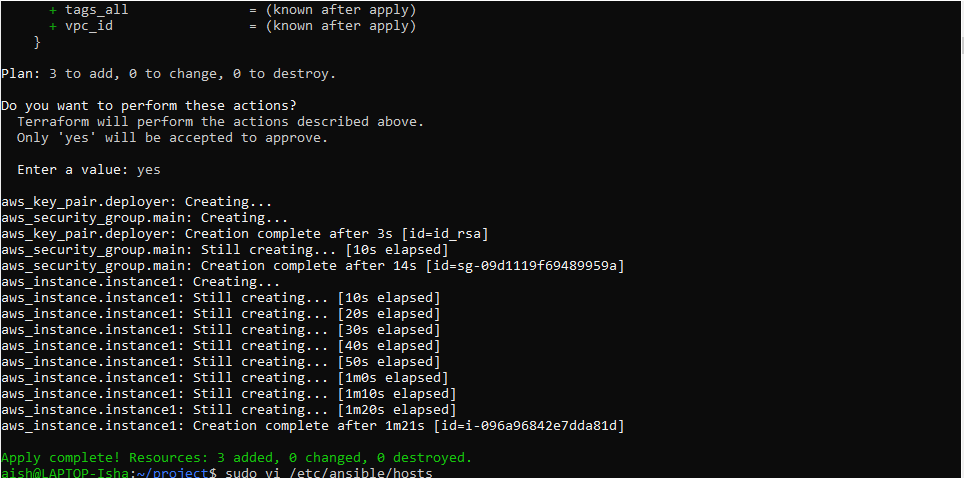 + tags_all = (known after apply)
+ vpc_id = (known after apply)
}
Plan: 3 to add, 0 to change, 0 to destroy.
Do you want to perform these actions?
Terraform will perform the actions described above.
Only 'yes' will be accepted to approve.
Enter a value: yes
aws_key_pair.deployer: Creating...
aws_security_group.main: Creating...
aws_key_pair.deployer: Creation complete after 3s [id=id_rsa]
aws_security_group.main: Still creating... [10s elapsed]
aws_security_group.main: Creation complete after 14s [id=sg-09d1119f69489959a]
aws_instance.instance1: Creating...
aws_instance.instance1: Still creating... [10s elapsed]
aws_instance.instance1: Still creating... [20s elapsed]
aws_instance.instance1: Still creating... [30s elapsed]
aws_instance.instance1: Still creating... [40s elapsed]
aws_instance.instance1: Still creating... [50s elapsed]
aws_instance.instance1: Still creating... [1m0s elapsed]
aws_instance.instance1: Still creating... [1m10s elapsed]
aws_instance.instance1: Still creating... [1m20s elapsed]
aws_instance.instance1: Creation complete after 1m21s [id=i-096a96842e7dda81d]
Apply complete! Resources: 3 added, 0 changed, 0 destroyed.
aish@LAPTOP-Isha:~/project$ sudo vi /etc/ansible/hosts